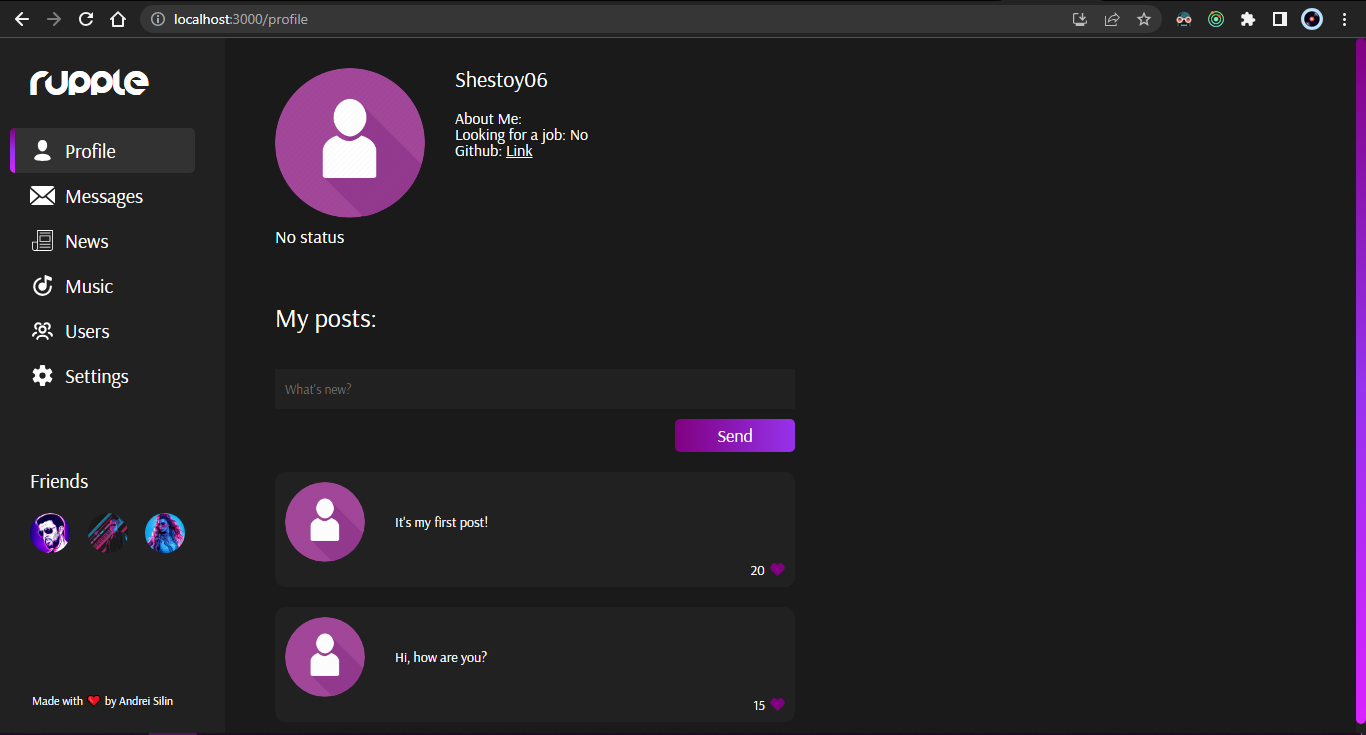 localhost:3000/profile
rupple
Profile
Messages
News
Music
Users
Settings
Friends
Made with ❤️ by Andrei Silin
Shestoy06
About Me:
Looking for a job: No
Github: Link
No status
My posts:
What's new?
Send
It's my first post!
20
Hi, how are you?
15